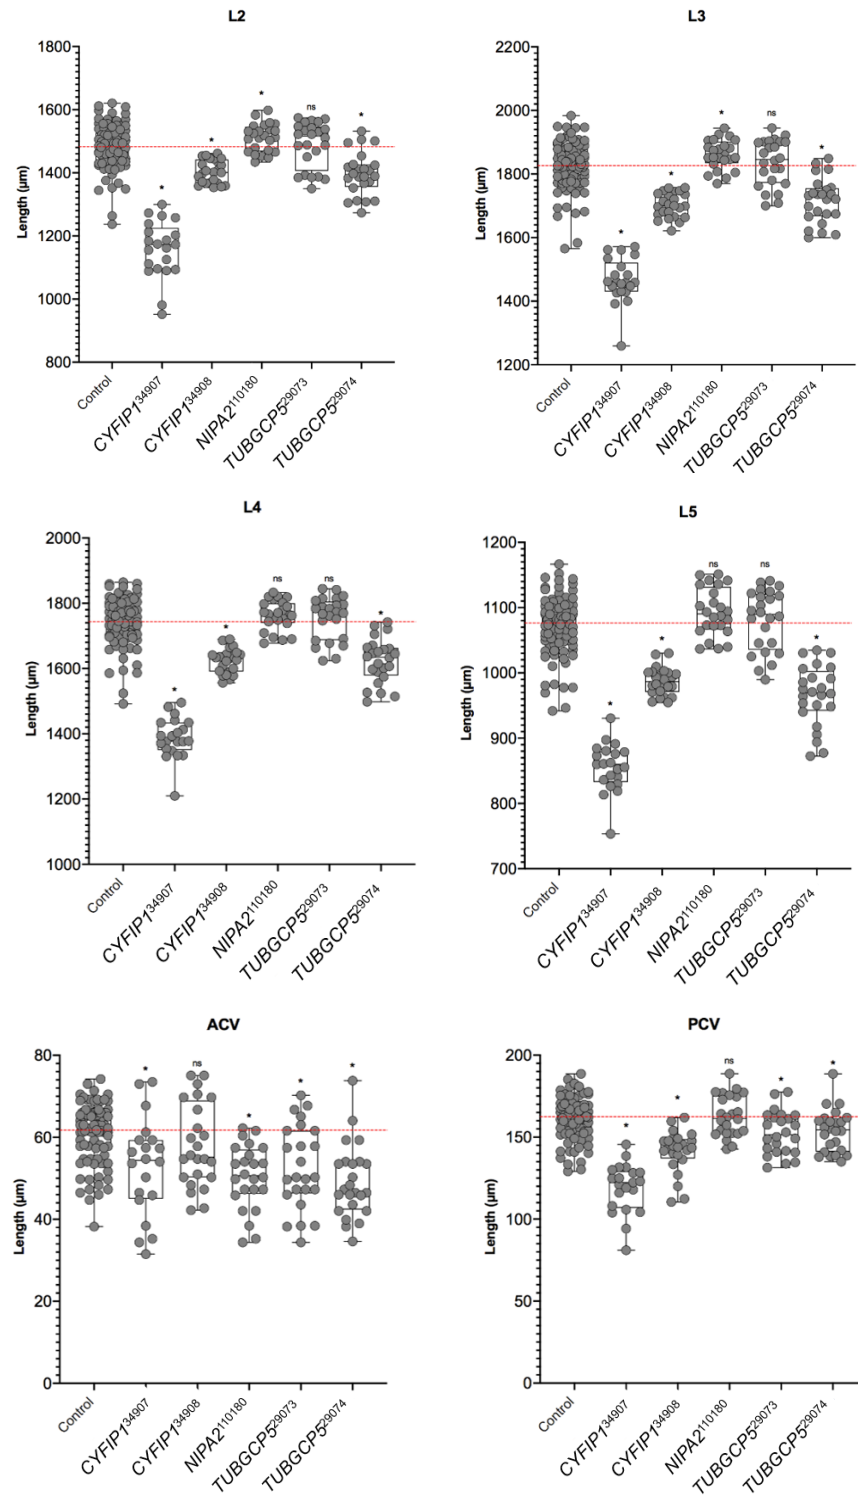 L2
Length (µm)
1800
1600
1400
1200
1000
800
* * * ns *
Control
CYFIP1³⁴⁹⁰⁷
CYFIP1³⁴⁹⁰⁸
NIPA2¹¹⁰¹⁸⁰
TUBGCP5²⁹⁰⁷³
TUBGCP5²⁹⁰⁷⁴
L3
Length (µm)
2200
2000
1800
1600
1400
1200
* * * ns *
Control
CYFIP1³⁴⁹⁰⁷
CYFIP1³⁴⁹⁰⁸
NIPA2¹¹⁰¹⁸⁰
TUBGCP5²⁹⁰⁷³
TUBGCP5²⁹⁰⁷⁴
L4
Length (µm)
2000
1800
1600
1400
1200
1000
* * ns ns *
Control
CYFIP1³⁴⁹⁰⁷
CYFIP1³⁴⁹⁰⁸
NIPA2¹¹⁰¹⁸⁰
TUBGCP5²⁹⁰⁷³
TUBGCP5²⁹⁰⁷⁴
L5
Length (µm)
1200
1100
1000
900
800
700
* * ns ns *
Control
CYFIP1³⁴⁹⁰⁷
CYFIP1³⁴⁹⁰⁸
NIPA2¹¹⁰¹⁸⁰
TUBGCP5²⁹⁰⁷³
TUBGCP5²⁹⁰⁷⁴
ACV
Length (µm)
80
60
40
20
0
* ns * * *
Control
CYFIP1³⁴⁹⁰⁷
CYFIP1³⁴⁹⁰⁸
NIPA2¹¹⁰¹⁸⁰
TUBGCP5²⁹⁰⁷³
TUBGCP5²⁹⁰⁷⁴
PCV
Length (µm)
200
150
100
50
0
* * ns * *
Control
CYFIP1³⁴⁹⁰⁷
CYFIP1³⁴⁹⁰⁸
NIPA2¹¹⁰¹⁸⁰
TUBGCP5²⁹⁰⁷³
TUBGCP5²⁹⁰⁷⁴